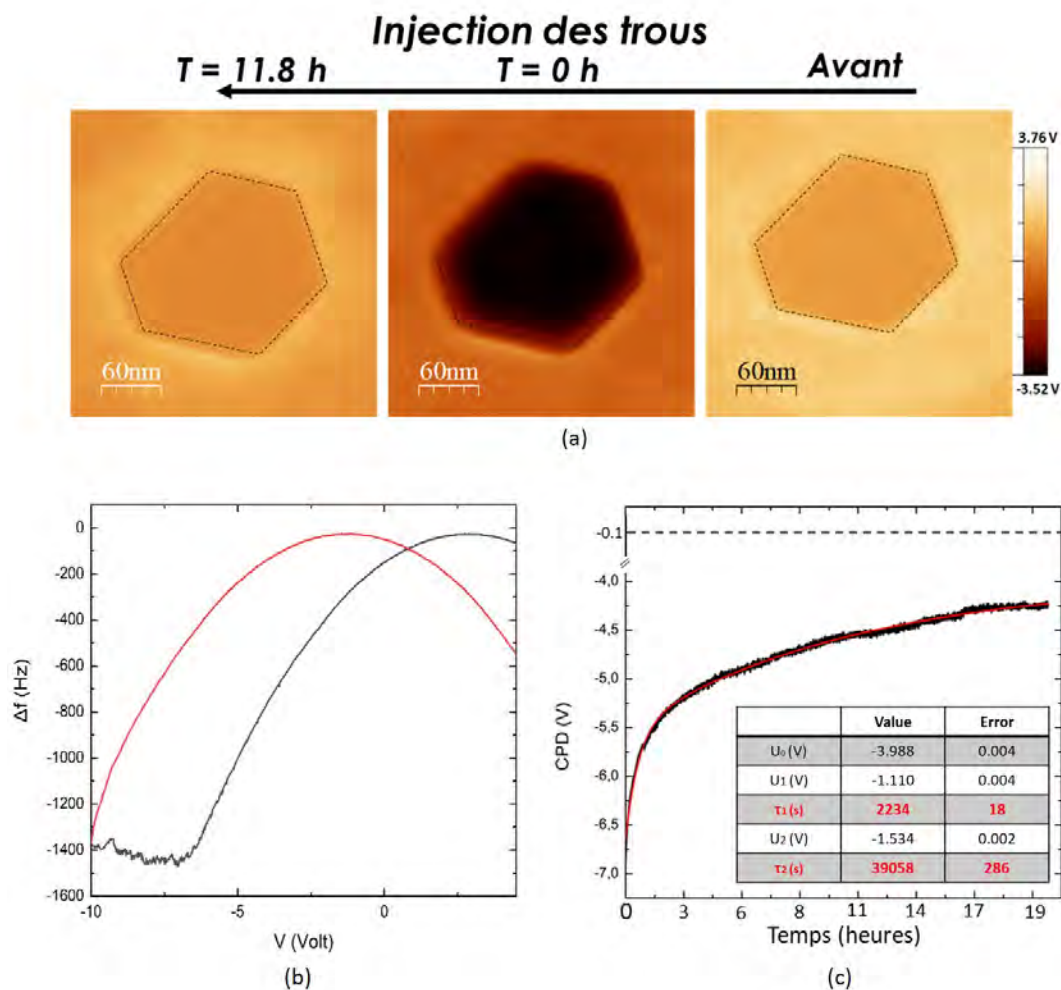 Injection des trous
T = 11.8 h T = 0 h Avant
3.76 V
-3.52 V
60nm 60nm 60nm
(a)
0
-200
-400
-600
-800
-1000
-1200
-1400
-1600
Δf (Hz)
-10 -5 0
V (Volt)
(b)
-0.1
-4,0
-4,5
-5,0
-5,5
-6,0
-6,5
-7,0
CPD (V)
Value Error
U₀ (V) -3.988 0.004
U₁ (V) -1.110 0.004
τ₁ (s) 2234 18
U₂ (V) -1.534 0.002
τ₂ (s) 39058 286
0 3 6 8 11 14 17 19
Temps (heures)
(c)